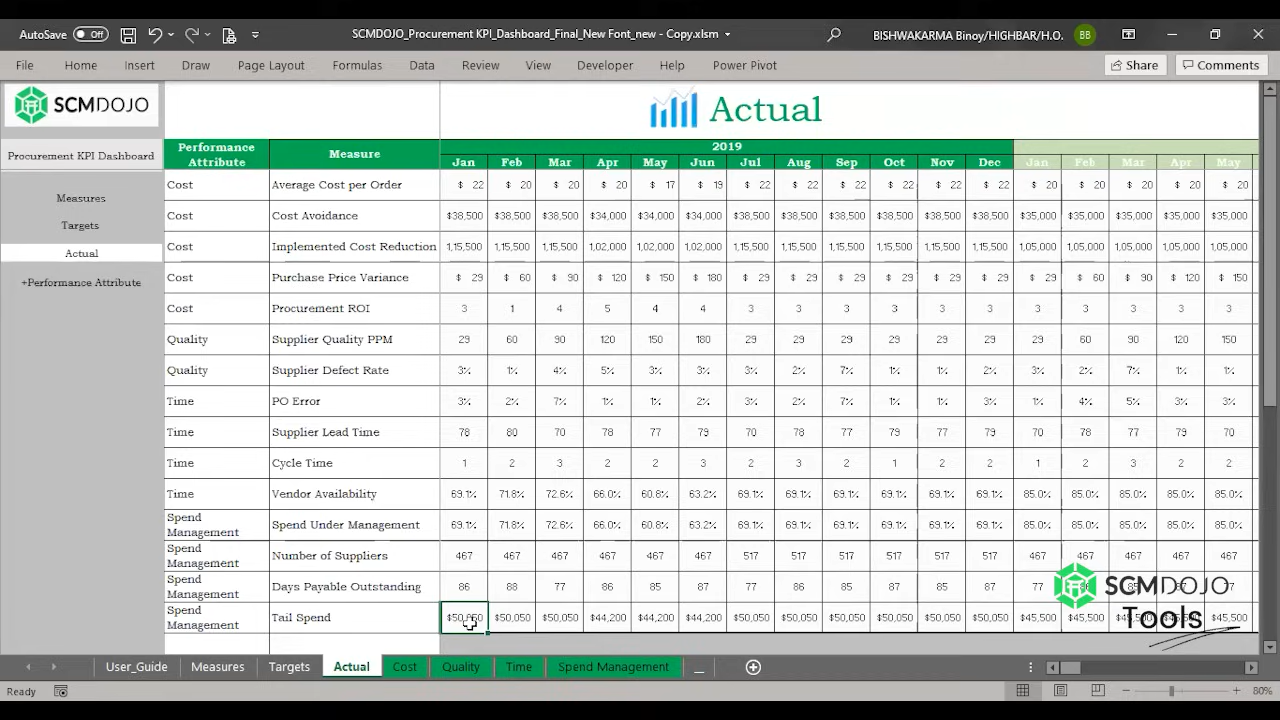 AutoSave Off SCMDOJO_Procurement KPI_Dashboard_Final_New Font_new - Copy.xlsm BISHWAKARMA Binoy/HIGHBAR/H.O. BB
File Home Insert Draw Page Layout Formulas Data Review View Developer Help Power Pivot Share Comments
SCMDOJO Actual
Procurement KPI Dashboard
Measures
Targets
Actual
+Performance Attribute
Performance Attribute Measure 2019
Jan Feb Mar Apr May Jun Jul Aug Sep Oct Nov Dec Jan Feb Mar Apr May
Cost Average Cost per Order $ 22 $ 20 $ 20 $ 20 $ 17 $ 19 $ 22 $ 22 $ 22 $ 22 $ 22 $ 22 $ 20 $ 20 $ 20 $ 20 $ 20
Cost Cost Avoidance $38,500 $38,500 $38,500 $34,000 $34,000 $34,000 $38,500 $38,500 $38,500 $38,500 $38,500 $38,500 $35,000 $35,000 $35,000 $35,000 $35,000
Cost Implemented Cost Reduction 1,15,500 1,15,500 1,15,500 1,02,000 1,02,000 1,02,000 1,15,500 1,15,500 1,15,500 1,15,500 1,15,500 1,15,500 1,05,000 1,05,000 1,05,000 1,05,000 1,05,000
Cost Purchase Price Variance $ 29 $ 60 $ 90 $ 120 $ 150 $ 180 $ 29 $ 29 $ 29 $ 29 $ 29 $ 29 $ 29 $ 60 $ 90 $ 120 $ 150
Cost Procurement ROI 3 1 4 5 4 4 3 3 3 3 3 3 3 3 3 3 3
Quality Supplier Quality PPM 29 60 90 120 150 180 29 29 29 29 29 29 29 60 90 120 150
Quality Supplier Defect Rate 3% 1% 4% 5% 3% 3% 3% 2% 7% 1% 1% 2% 3% 2% 7% 1% 1%
Time PO Error 3% 2% 7% 1% 1% 2% 3% 2% 7% 1% 1% 3% 1% 4% 5% 3% 3%
Time Supplier Lead Time 78 80 70 78 77 79 70 78 77 79 77 79 70 78 77 79 70
Time Cycle Time 1 2 3 2 2 3 2 3 2 1 2 2 1 2 3 2 2
Time Vendor Availability 69.1% 71.8% 72.6% 66.0% 60.8% 63.2% 69.1% 69.1% 69.1% 69.1% 69.1% 69.1% 85.0% 85.0% 85.0% 85.0% 85.0%
Spend Management Spend Under Management 69.1% 71.8% 72.6% 66.0% 60.8% 63.2% 69.1% 69.1% 69.1% 69.1% 69.1% 69.1% 85.0% 85.0% 85.0% 85.0% 85.0%
Spend Management Number of Suppliers 467 467 467 467 467 467 517 517 517 517 517 517 467 467 467 467 467
Spend Management Days Payable Outstanding 86 88 77 86 85 87 77 86 85 87 85 87 77
Spend Management Tail Spend $50,050 $50,050 $50,050 $44,200 $44,200 $44,200 $50,050 $50,050 $50,050 $50,050 $50,050 $50,050 $45,500 $45,500 $45,500
SCMDOJO
Tools
User_Guide Measures Targets Actual Cost Quality Time Spend Management ...
Ready 80%